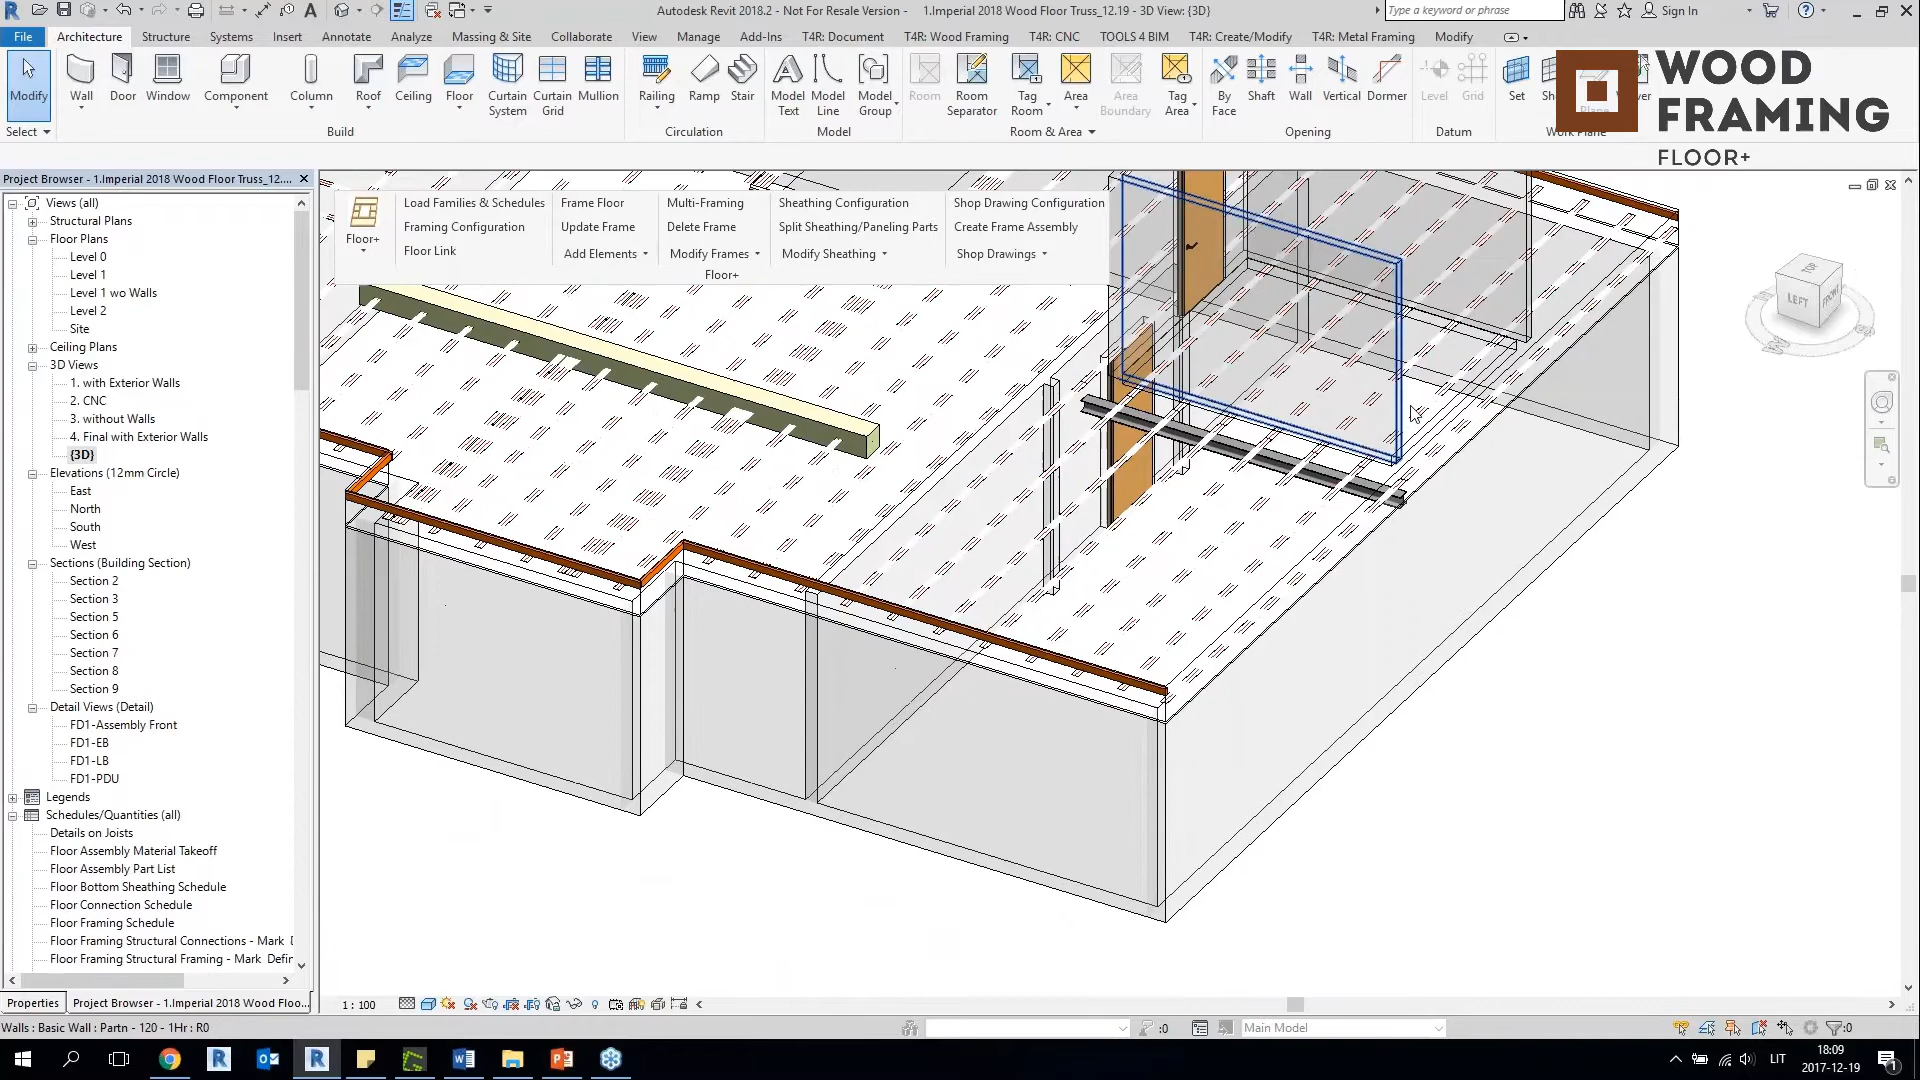 Autodesk Revit 2018.2 - Not For Resale Version - 1.Imperial 2018 Wood Floor Truss_12.19 - 3D View: {3D}
Type a keyword or phrase
Sign In
File Architecture Structure Systems Insert Annotate Analyze Massing & Site Collaborate View Manage Add-Ins T4R: Document T4R: Wood Framing T4R: CNC TOOLS 4 BIM T4R: Create/Modify T4R: Metal Framing Modify
Modify Wall Door Window Component Column Roof Ceiling Floor Curtain System Curtain Grid Mullion Railing Ramp Stair Model Text Model Line Model Group Room Room Separator Tag Room Area Area Boundary Tag Area By Face Shaft Wall Vertical Dormer Level Grid Set
Select Build Circulation Model Room & Area Opening Datum
WOOD
FRAMING
FLOOR+
Project Browser - 1.Imperial 2018 Wood Floor Truss_12....
Views (all)
Structural Plans
Floor Plans
Level 0
Level 1
Level 1 wo Walls
Level 2
Site
Ceiling Plans
3D Views
1. with Exterior Walls
2. CNC
3. without Walls
4. Final with Exterior Walls
{3D}
Elevations (12mm Circle)
East
North
South
West
Sections (Building Section)
Section 2
Section 3
Section 5
Section 6
Section 7
Section 8
Section 9
Detail Views (Detail)
FD1-Assembly Front
FD1-EB
FD1-LB
FD1-PDU
Legends
Schedules/Quantities (all)
Details on Joists
Floor Assembly Material Takeoff
Floor Assembly Part List
Floor Bottom Sheathing Schedule
Floor Connection Schedule
Floor Framing Schedule
Floor Framing Structural Connections - Mark
Floor Framing Structural Framing - Mark Defin
Properties
Project Browser - 1.Imperial 2018 Wood Floo...
Floor+
Load Families & Schedules
Framing Configuration
Floor Link
Frame Floor
Update Frame
Add Elements
Multi-Framing
Delete Frame
Modify Frames
Sheathing Configuration
Split Sheathing/Paneling Parts
Modify Sheathing
Shop Drawing Configuration
Create Frame Assembly
Shop Drawings
Floor+
TOP
LEFT
FRONT
1 : 100
Walls : Basic Wall : Partn - 120 - 1Hr : R0
:0
Main Model
:0
LIT
18:09
2017-12-19
1